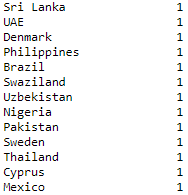 Sri Lanka 1
UAE 1
Denmark 1
Philippines 1
Brazil 1
Swaziland 1
Uzbekistan 1
Nigeria 1
Pakistan 1
Sweden 1
Thailand 1
Cyprus 1
Mexico 1